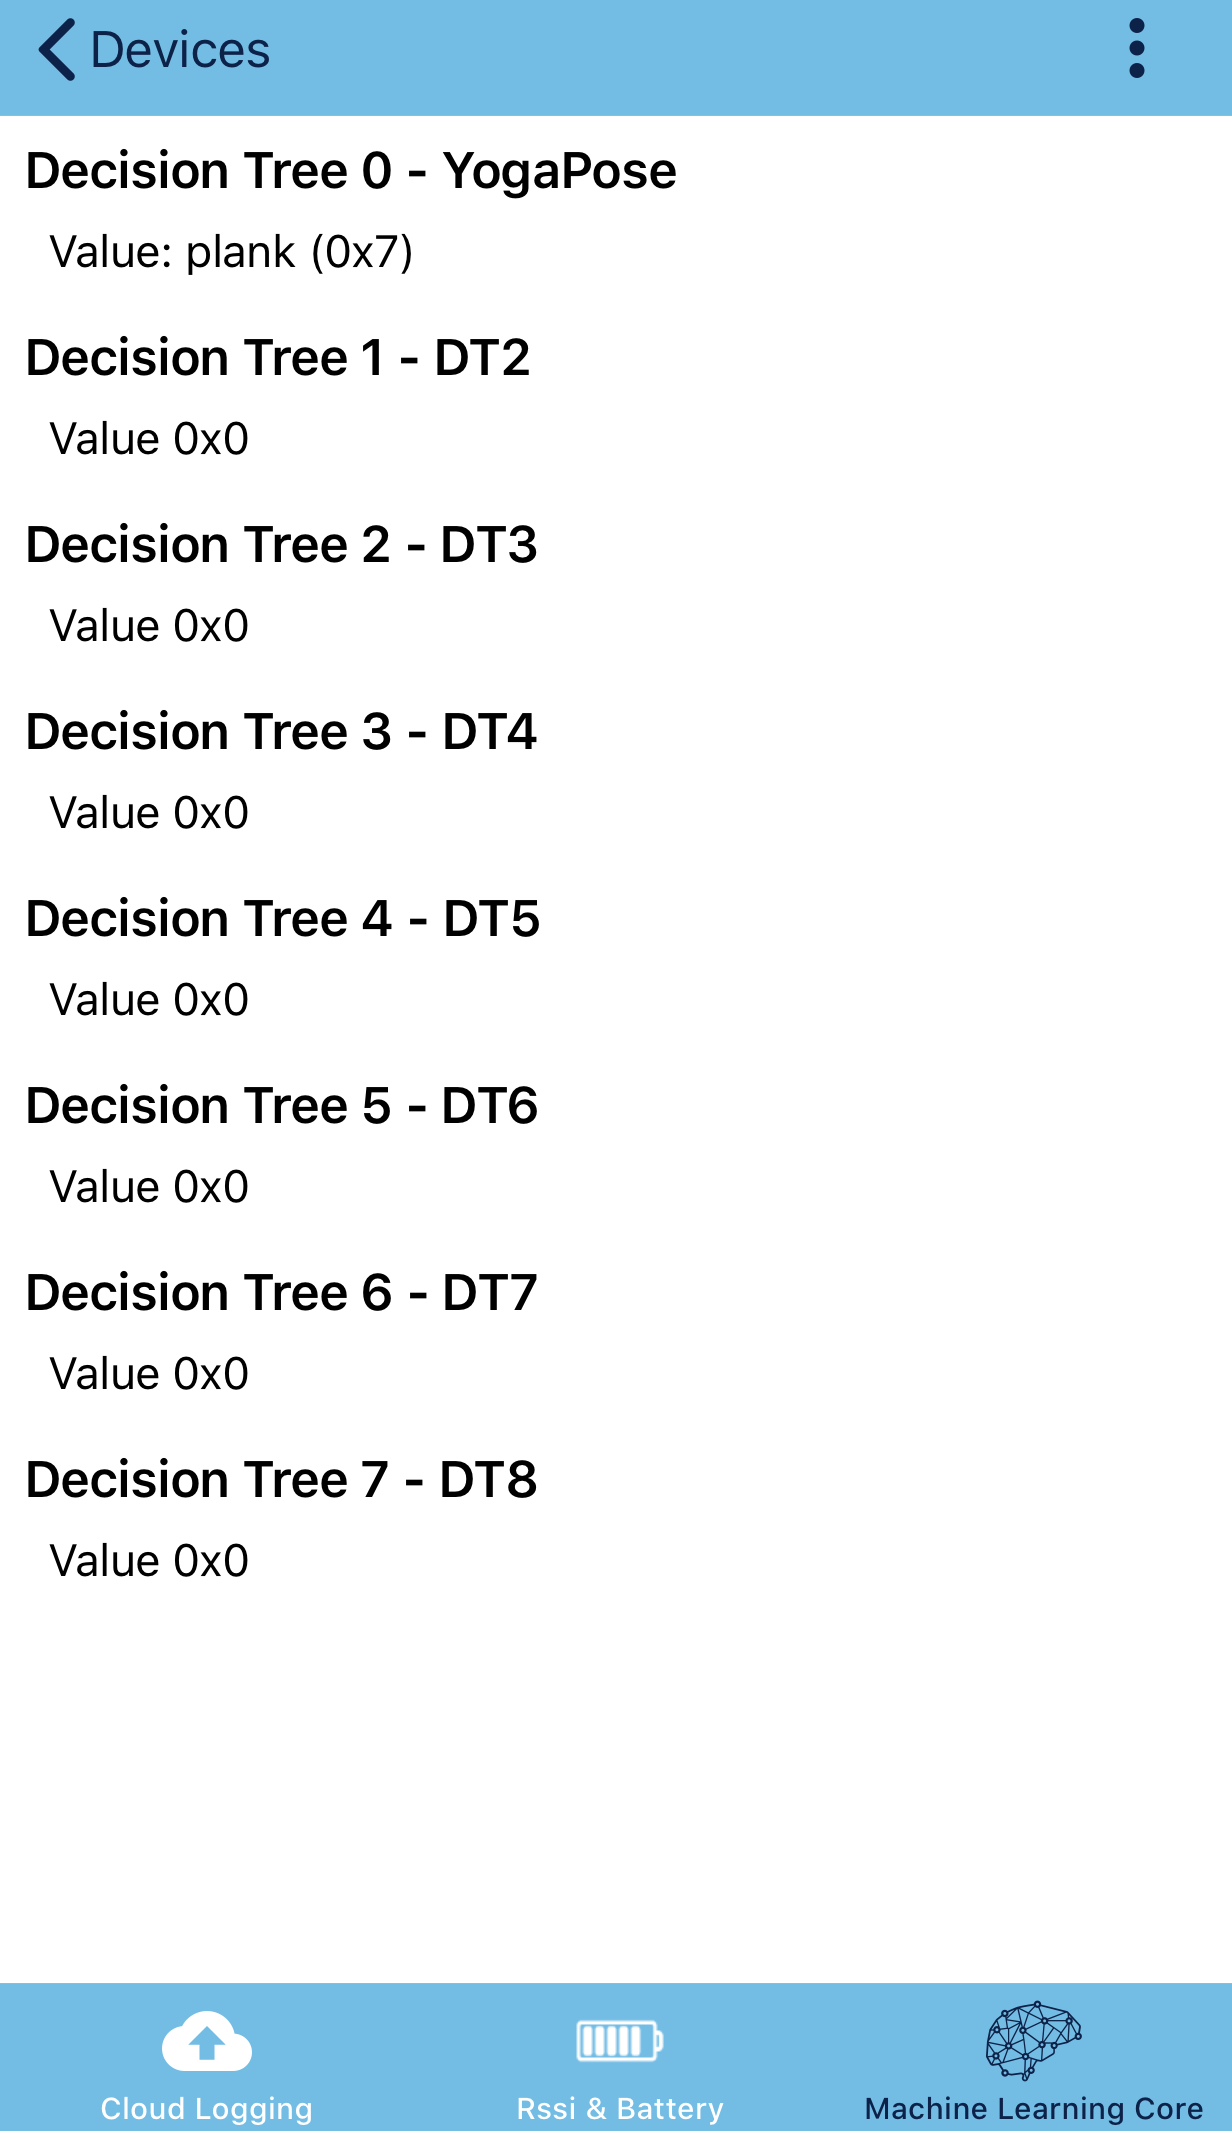 Devices
Decision Tree 0 - YogaPose
Value: plank (0x7)
Decision Tree 1 - DT2
Value 0x0
Decision Tree 2 - DT3
Value 0x0
Decision Tree 3 - DT4
Value 0x0
Decision Tree 4 - DT5
Value 0x0
Decision Tree 5 - DT6
Value 0x0
Decision Tree 6 - DT7
Value 0x0
Decision Tree 7 - DT8
Value 0x0
Cloud Logging
Rssi & Battery
Machine Learning Core